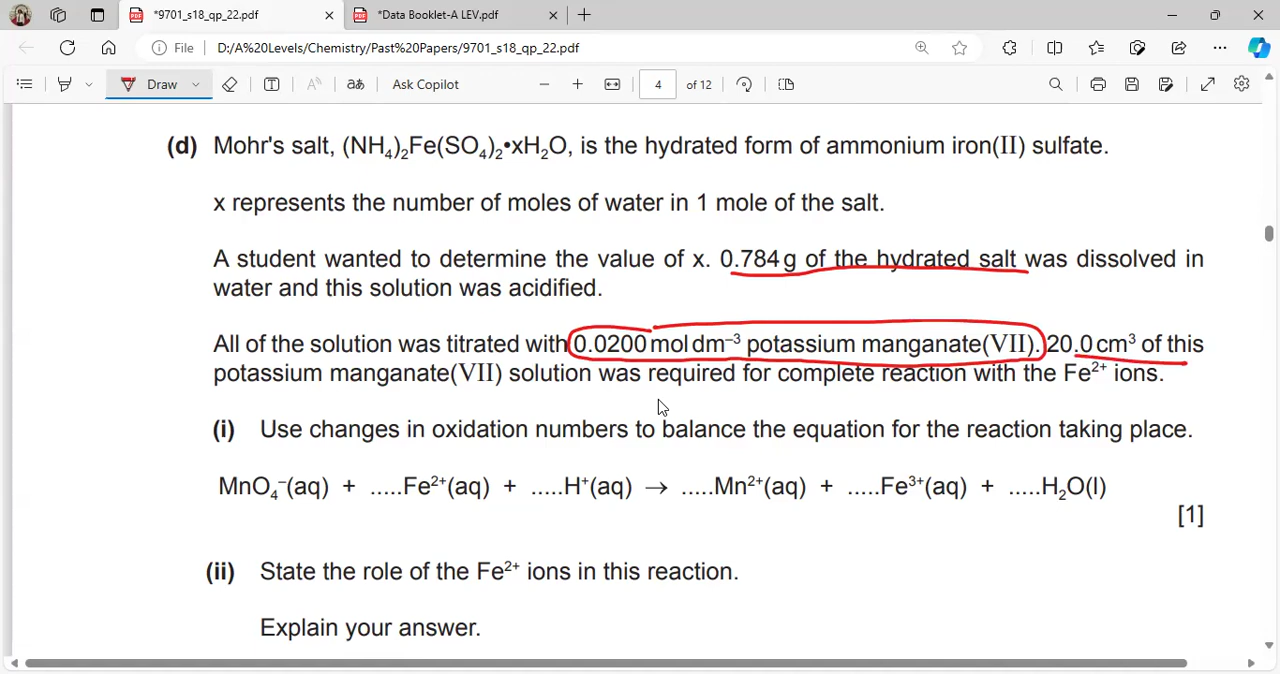 *9701_s18_qp_22.pdf
*Data Booklet-A LEV.pdf
File D:/A%20Levels/Chemistry/Past%20Papers/9701_s18_qp_22.pdf
Draw aあ Ask Copilot 4 of 12
(d) Mohr's salt, (NH₄)₂Fe(SO₄)₂•xH₂O, is the hydrated form of ammonium iron(II) sulfate.
x represents the number of moles of water in 1 mole of the salt.
A student wanted to determine the value of x. 0.784 g of the hydrated salt was dissolved in
water and this solution was acidified.
All of the solution was titrated with 0.0200 mol dm⁻³ potassium manganate(VII). 20.0 cm³ of this
potassium manganate(VII) solution was required for complete reaction with the Fe²⁺ ions.
(i) Use changes in oxidation numbers to balance the equation for the reaction taking place.
MnO₄⁻(aq) + .....Fe²⁺(aq) + .....H⁺(aq) → .....Mn²⁺(aq) + .....Fe³⁺(aq) + .....H₂O(l)
[1]
(ii) State the role of the Fe²⁺ ions in this reaction.
Explain your answer.